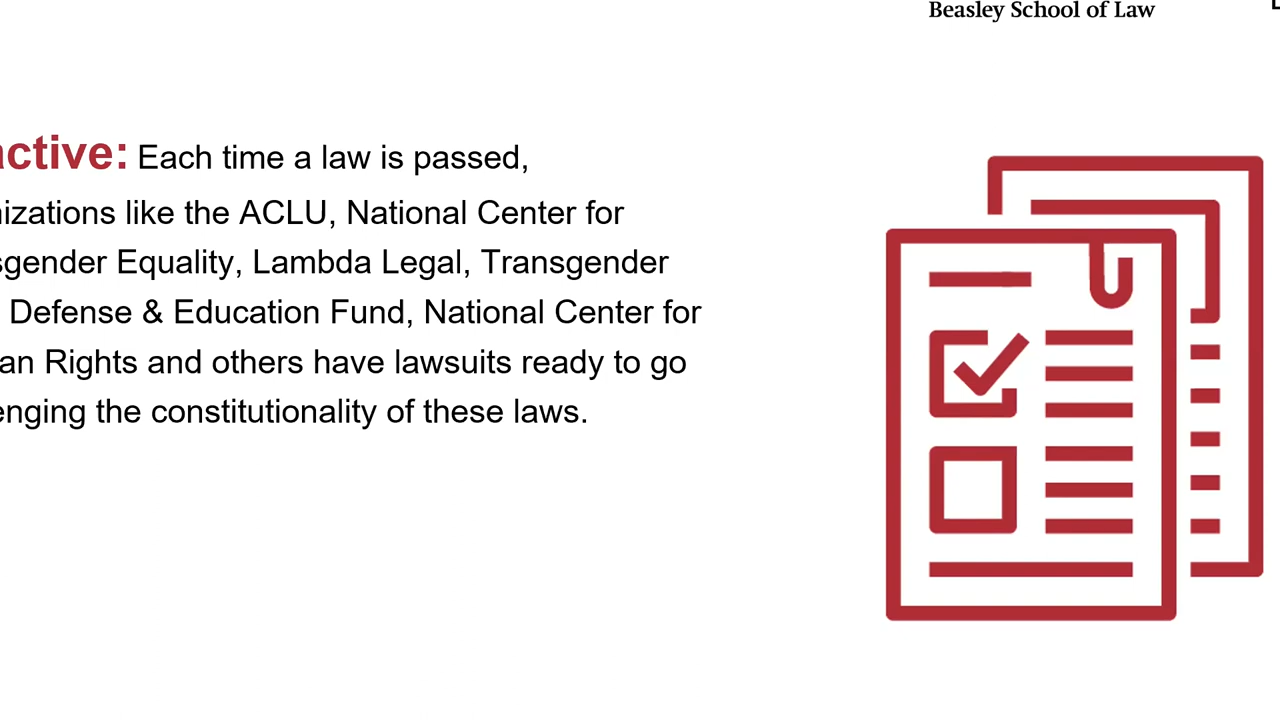 Beasley School of Law
active: Each time a law is passed,
nizations like the ACLU, National Center for
sgender Equality, Lambda Legal, Transgender
Defense & Education Fund, National Center for
an Rights and others have lawsuits ready to go
enging the constitutionality of these laws.